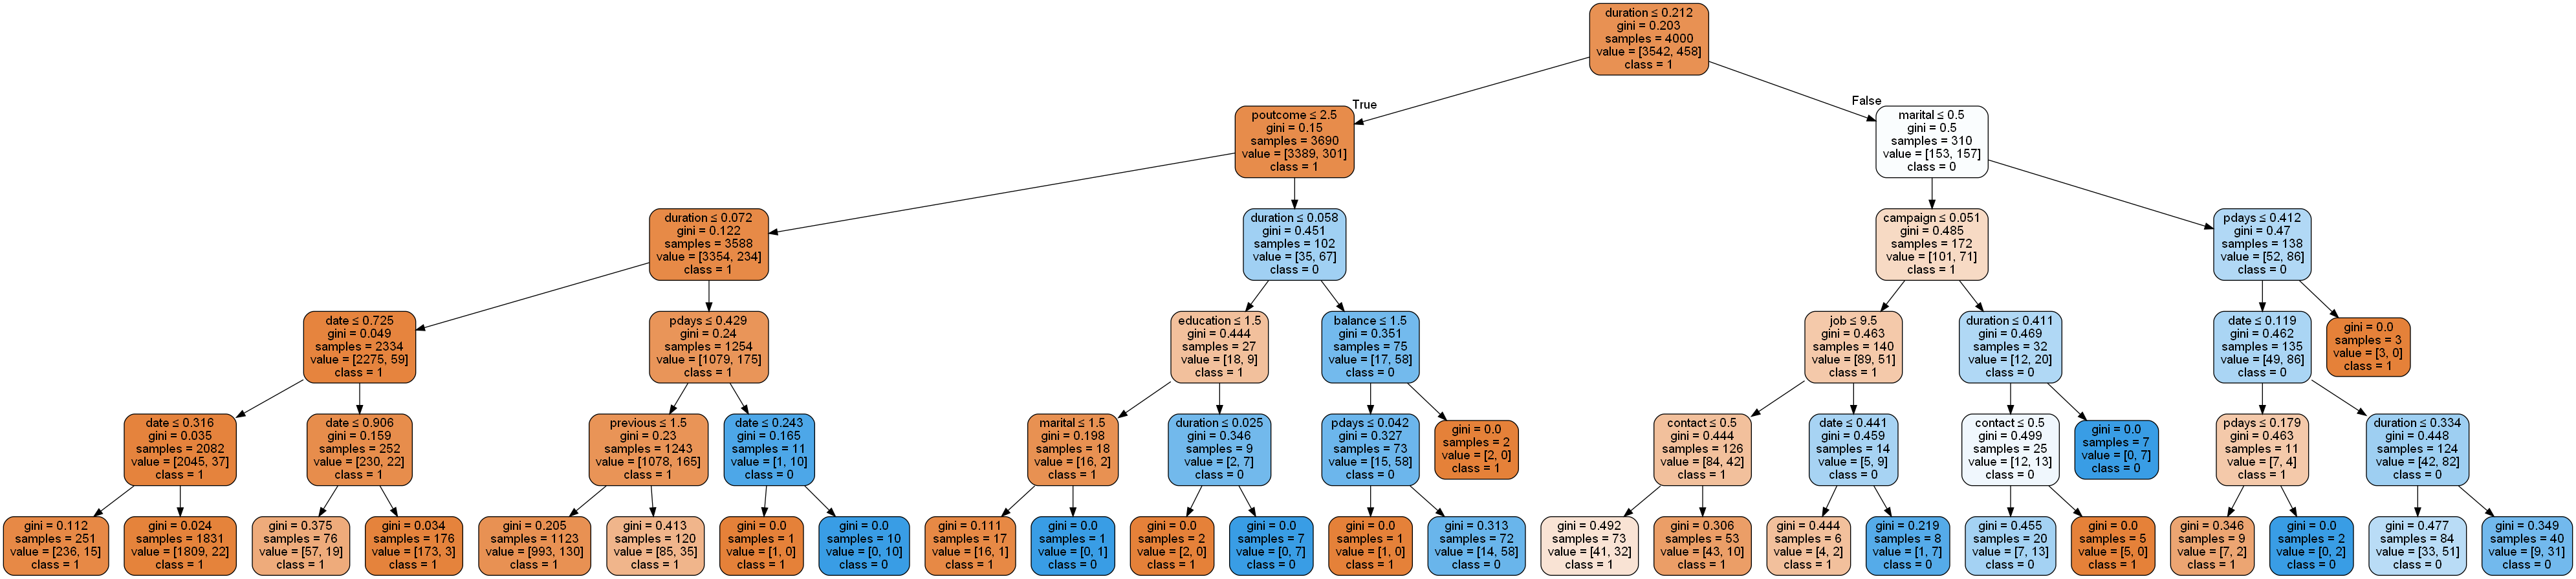 duration ≤ 0.212
gini = 0.203
samples = 4000
value = [3542, 458]
class = 1
True
False
poutcome ≤ 2.5
gini = 0.15
samples = 3690
value = [3389, 301]
class = 1
marital ≤ 0.5
gini = 0.5
samples = 310
value = [153, 157]
class = 0
duration ≤ 0.072
gini = 0.122
samples = 3588
value = [3354, 234]
class = 1
duration ≤ 0.058
gini = 0.451
samples = 102
value = [35, 67]
class = 0
campaign ≤ 0.051
gini = 0.485
samples = 172
value = [101, 71]
class = 1
pdays ≤ 0.412
gini = 0.47
samples = 138
value = [52, 86]
class = 0
date ≤ 0.725
gini = 0.049
samples = 2334
value = [2275, 59]
class = 1
pdays ≤ 0.429
gini = 0.24
samples = 1254
value = [1079, 175]
class = 1
education ≤ 1.5
gini = 0.444
samples = 27
value = [18, 9]
class = 1
balance ≤ 1.5
gini = 0.351
samples = 75
value = [17, 58]
class = 0
job ≤ 9.5
gini = 0.463
samples = 140
value = [89, 51]
class = 1
duration ≤ 0.411
gini = 0.469
samples = 32
value = [12, 20]
class = 0
date ≤ 0.119
gini = 0.462
samples = 135
value = [49, 86]
class = 0
gini = 0.0
samples = 3
value = [3, 0]
class = 1
date ≤ 0.316
gini = 0.035
samples = 2082
value = [2045, 37]
class = 1
date ≤ 0.906
gini = 0.159
samples = 252
value = [230, 22]
class = 1
previous ≤ 1.5
gini = 0.23
samples = 1243
value = [1078, 165]
class = 1
date ≤ 0.243
gini = 0.165
samples = 11
value = [1, 10]
class = 0
marital ≤ 1.5
gini = 0.198
samples = 18
value = [16, 2]
class = 1
duration ≤ 0.025
gini = 0.346
samples = 9
value = [2, 7]
class = 0
pdays ≤ 0.042
gini = 0.327
samples = 73
value = [15, 58]
class = 0
gini = 0.0
samples = 2
value = [2, 0]
class = 1
contact ≤ 0.5
gini = 0.444
samples = 126
value = [84, 42]
class = 1
date ≤ 0.441
gini = 0.459
samples = 14
value = [5, 9]
class = 0
contact ≤ 0.5
gini = 0.499
samples = 25
value = [12, 13]
class = 0
gini = 0.0
samples = 7
value = [0, 7]
class = 0
pdays ≤ 0.179
gini = 0.463
samples = 11
value = [7, 4]
class = 1
duration ≤ 0.334
gini = 0.448
samples = 124
value = [42, 82]
class = 0
gini = 0.112
samples = 251
value = [236, 15]
class = 1
gini = 0.024
samples = 1831
value = [1809, 22]
class = 1
gini = 0.375
samples = 76
value = [57, 19]
class = 1
gini = 0.034
samples = 176
value = [173, 3]
class = 1
gini = 0.205
samples = 1123
value = [993, 130]
class = 1
gini = 0.413
samples = 120
value = [85, 35]
class = 1
gini = 0.0
samples = 1
value = [1, 0]
class = 1
gini = 0.0
samples = 10
value = [0, 10]
class = 0
gini = 0.111
samples = 17
value = [16, 1]
class = 1
gini = 0.0
samples = 1
value = [0, 1]
class = 0
gini = 0.0
samples = 2
value = [2, 0]
class = 1
gini = 0.0
samples = 7
value = [0, 7]
class = 0
gini = 0.0
samples = 1
value = [1, 0]
class = 1
gini = 0.313
samples = 72
value = [14, 58]
class = 0
gini = 0.492
samples = 73
value = [41, 32]
class = 1
gini = 0.306
samples = 53
value = [43, 10]
class = 1
gini = 0.444
samples = 6
value = [4, 2]
class = 1
gini = 0.219
samples = 8
value = [1, 7]
class = 0
gini = 0.455
samples = 20
value = [7, 13]
class = 0
gini = 0.0
samples = 5
value = [5, 0]
class = 1
gini = 0.346
samples = 9
value = [7, 2]
class = 1
gini = 0.0
samples = 2
value = [0, 2]
class = 0
gini = 0.477
samples = 84
value = [33, 51]
class = 0
gini = 0.349
samples = 40
value = [9, 31]
class = 0